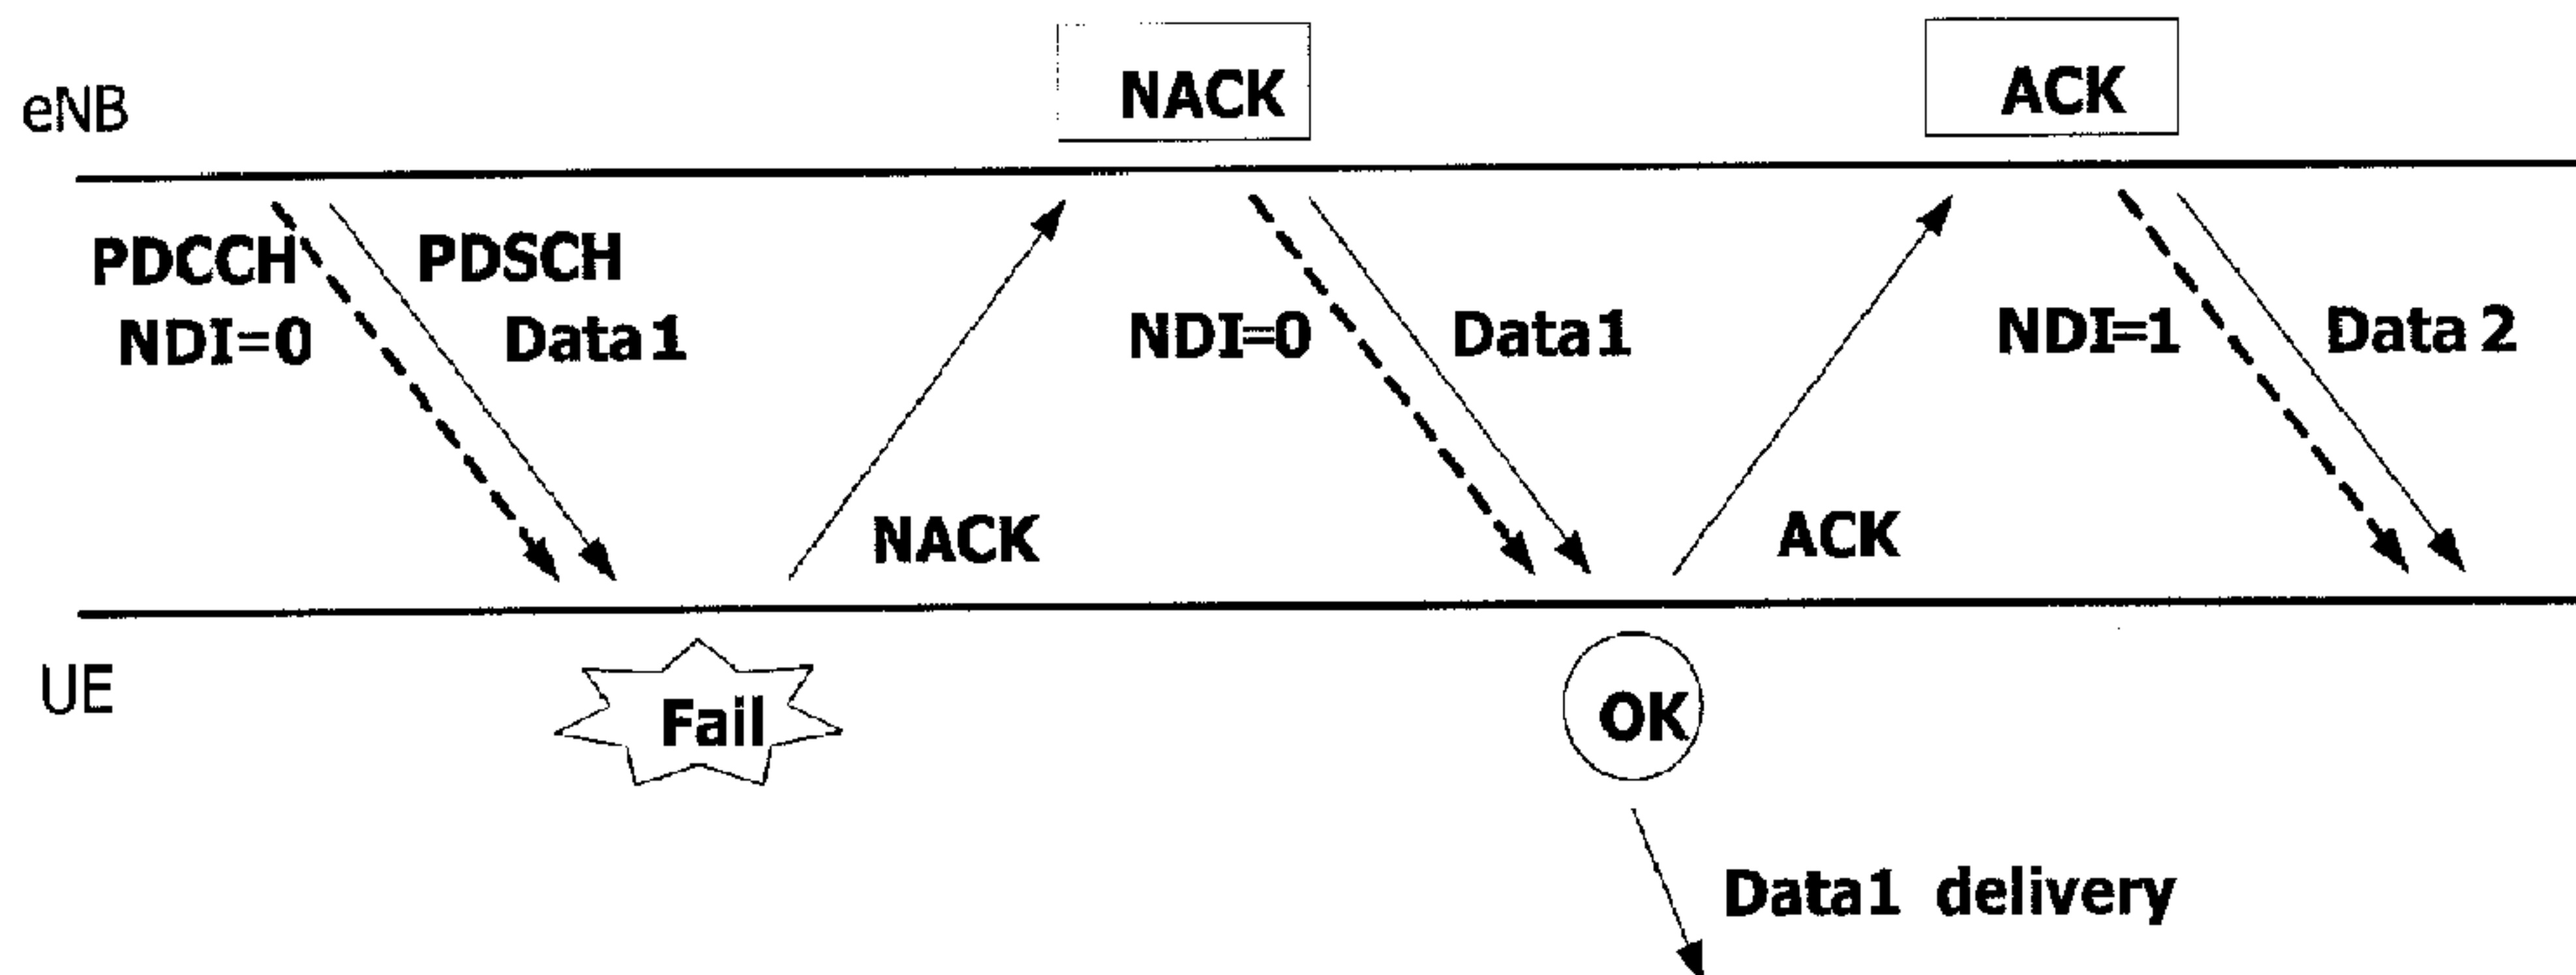 NACK
ACK
eNB
PDCCH PDSCH
NDI=0 Data1
NDI=0 Data1
NDI=1 Data 2
NACK
ACK
UE
Fail
OK
Data1 delivery